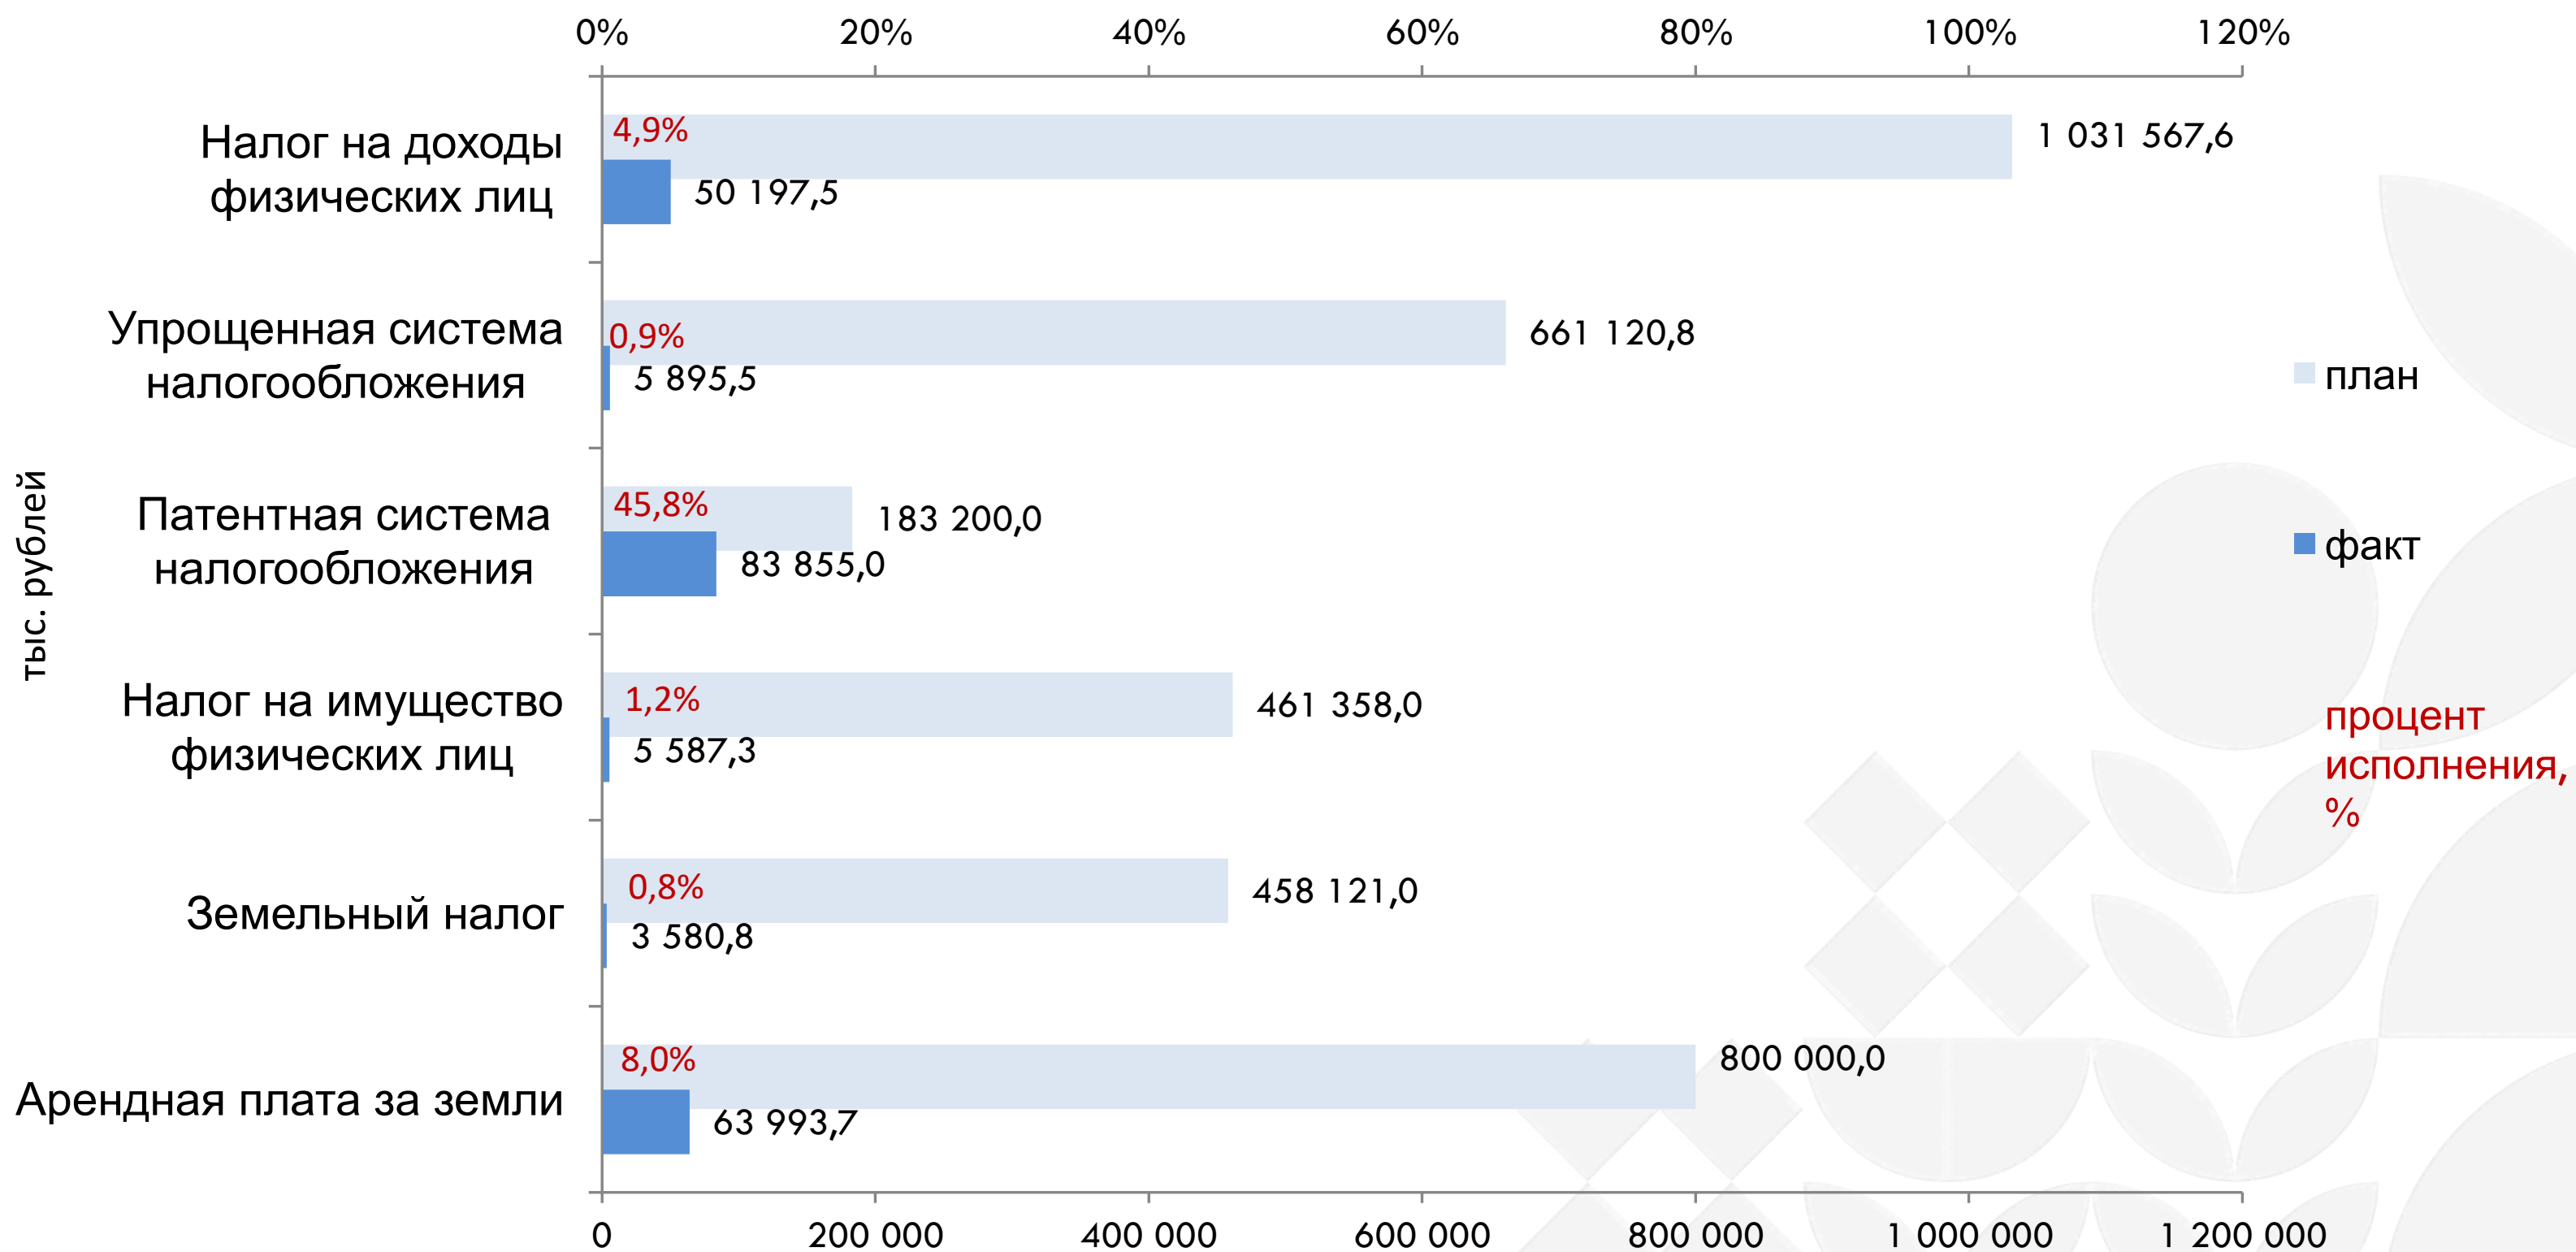 0%
20%
40%
60%
80%
100%
120%
тыс. рублей
Налог на доходы
физических лиц
4,9%
1 031 567,6
50 197,5
Упрощенная система
налогообложения
0,9%
661 120,8
5 895,5
Патентная система
налогообложения
45,8%
183 200,0
83 855,0
Налог на имущество
физических лиц
1,2%
461 358,0
5 587,3
Земельный налог
0,8%
458 121,0
3 580,8
Арендная плата за земли
8,0%
800 000,0
63 993,7
0
200 000
400 000
600 000
800 000
1 000 000
1 200 000
план
факт
процент
исполнения,
%